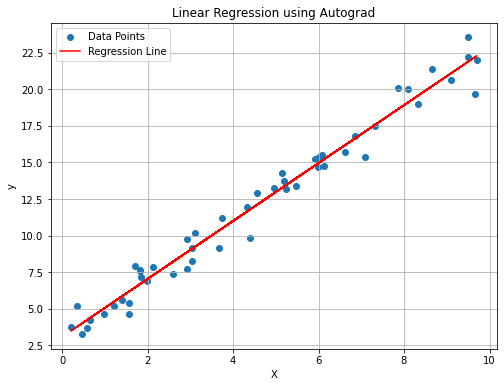 Linear Regression using Autograd
Data Points
Regression Line
22.5
20.0
17.5
15.0
12.5
10.0
7.5
5.0
2.5
y
0 2 4 6 8 10
X